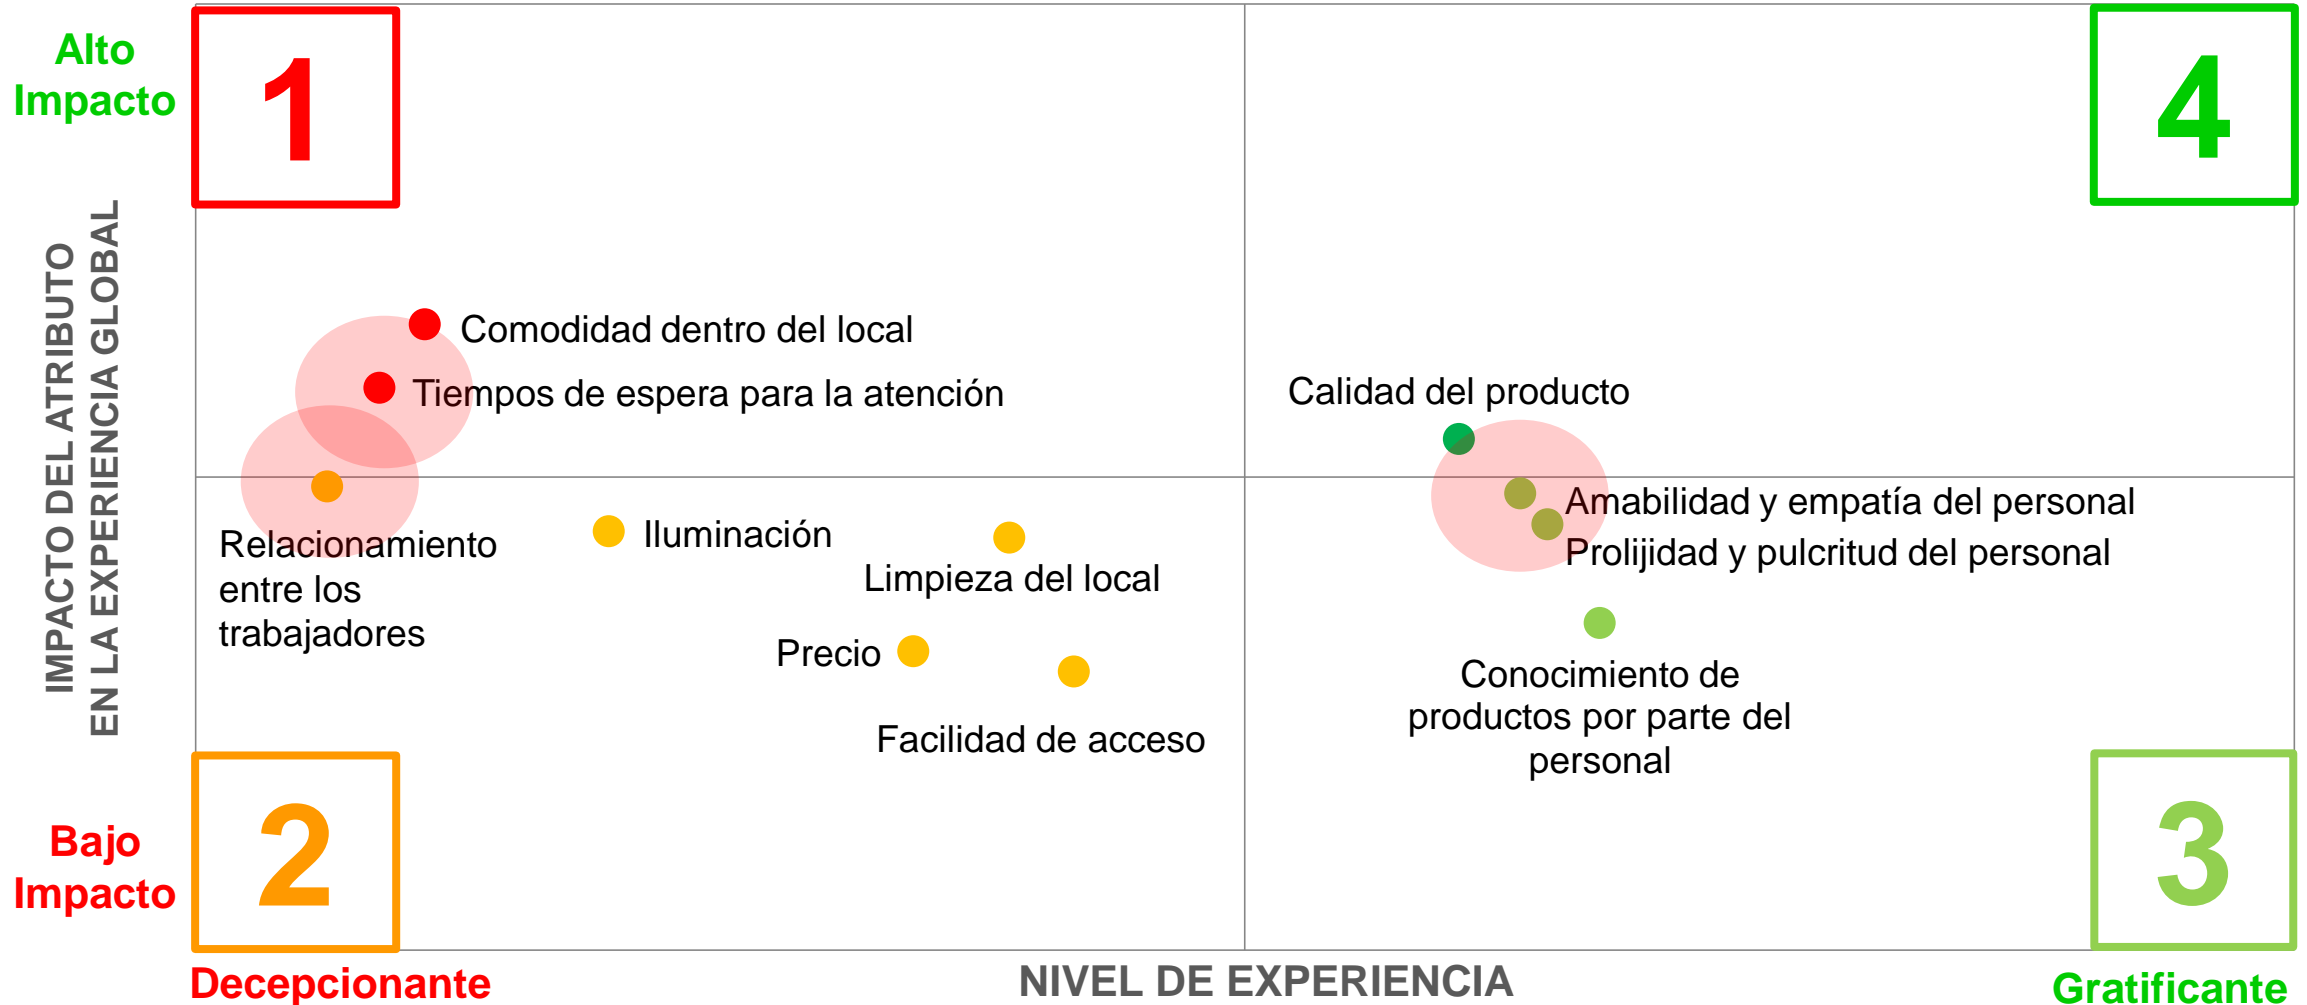 Alto
Impacto
1
4
IMPACTO DEL ATRIBUTO
EN LA EXPERIENCIA GLOBAL
Comodidad dentro del local
Tiempos de espera para la atención
Calidad del producto
Relacionamiento
entre los
trabajadores
Iluminación
Limpieza del local
Amabilidad y empatía del personal
Prolijidad y pulcritud del personal
Precio
Facilidad de acceso
Conocimiento de
productos por parte del
personal
Bajo
Impacto
2
3
Decepcionante
NIVEL DE EXPERIENCIA
Gratificante